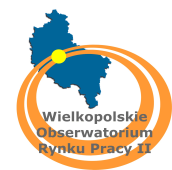 Wielkopolskie
Obserwatorium
Rynku Pracy II